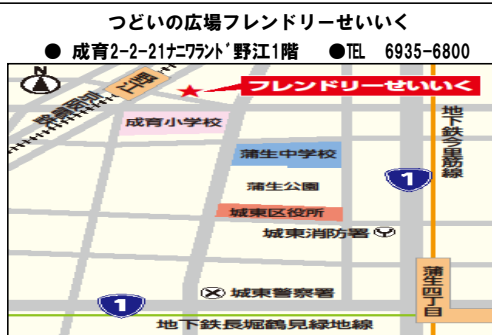 つどいの広場フレンドリーせいいく
● 成育2-2-21ﾅﾆﾜﾗﾝﾄﾞ野江1階 ●℡ 6935-6800
N
野江
京阪電鉄
フレンドリーせいいく
成育小学校
地下鉄今里筋線
蒲生中学校
1
蒲生公園
城東区役所
城東消防署
蒲生四丁目
城東警察署
1
地下鉄長堀鶴見緑地線